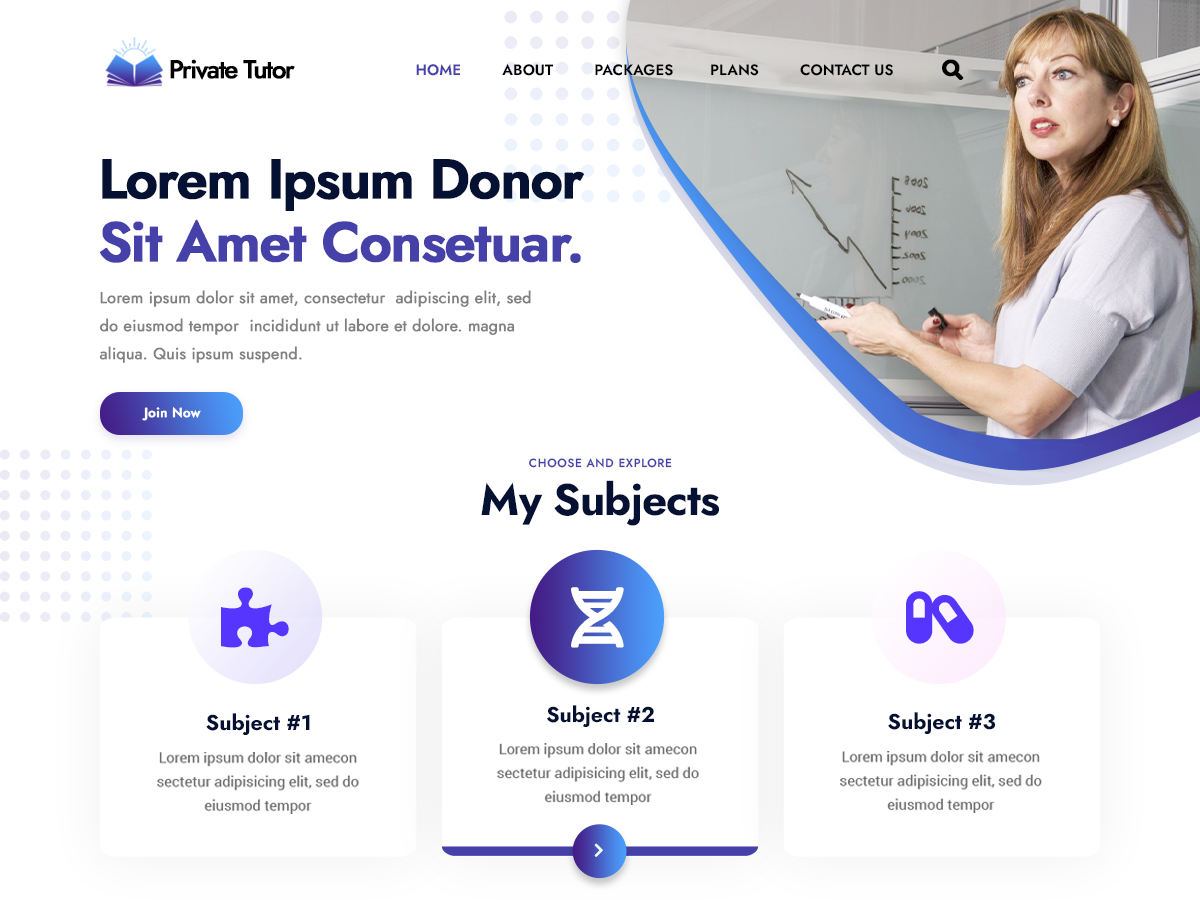 Private Tutor
HOME ABOUT PACKAGES PLANS CONTACT US
Lorem Ipsum Donor
Sit Amet Consetuar.
Lorem ipsum dolor sit amet, consectetur adipiscing elit, sed
do eiusmod tempor incididunt ut labore et dolore. magna
aliqua. Quis ipsum suspend.
Join Now
CHOOSE AND EXPLORE
My Subjects
Subject #1
Lorem ipsum dolor sit amecon
sectetur adipisicing elit, sed do
eiusmod tempor
Subject #2
Lorem ipsum dolor sit amecon
sectetur adipisicing elit, sed do
eiusmod tempor
Subject #3
Lorem ipsum dolor sit amecon
sectetur adipisicing elit, sed do
eiusmod tempor